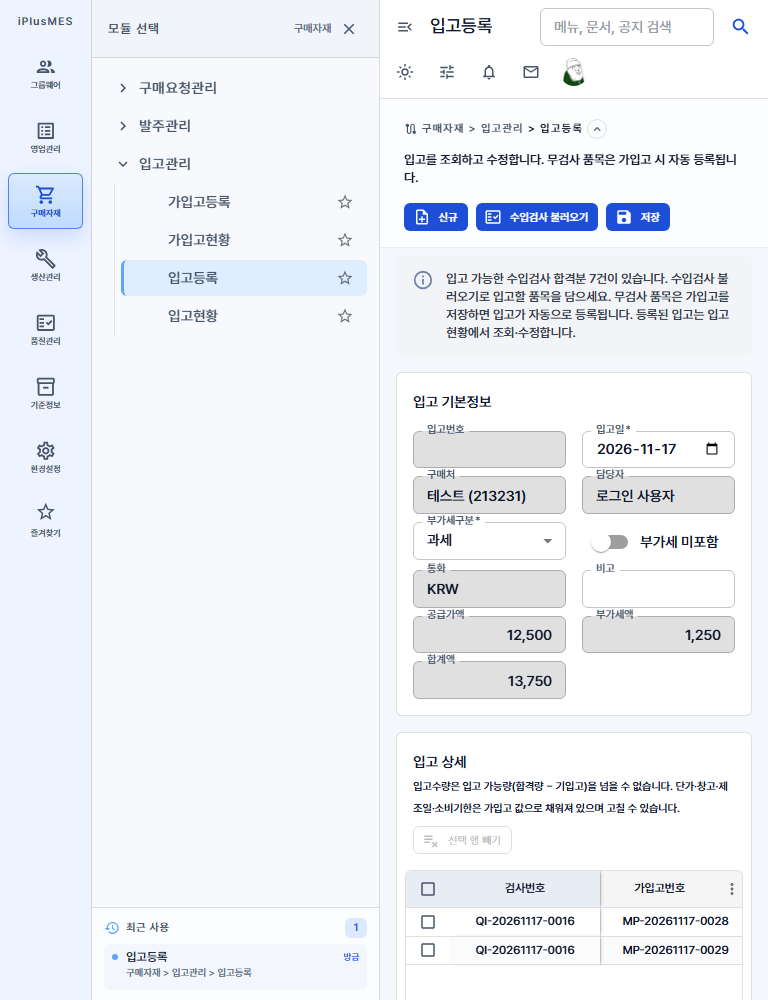 iPlusMES
그룹웨어
영업관리
구매자재
생산관리
품질관리
기준정보
환경설정
즐겨찾기
모듈 선택
구매자재
구매요청관리
발주관리
입고관리
가입고등록
가입고현황
입고등록
입고현황
최근 사용
1
입고등록
방금
구매자재 > 입고관리 > 입고등록
입고등록
메뉴, 문서, 공지 검색
구매자재 > 입고관리 > 입고등록
입고를 조회하고 수정합니다. 무검사 품목은 가입고 시 자동 등록됩니
다.
신규
수입검사 불러오기
저장
입고 가능한 수입검사 합격분 7건이 있습니다. 수입검사 불
러오기로 입고할 품목을 담으세요. 무검사 품목은 가입고를
저장하면 입고가 자동으로 등록됩니다. 등록된 입고는 입고
현황에서 조회·수정합니다.
입고 기본정보
입고번호
입고일 *
2026-11-17
구매처
테스트 (213231)
담당자
로그인 사용자
부가세구분 *
과세
부가세 미포함
통화
KRW
비고
공급가액
12,500
부가세액
1,250
합계액
13,750
입고 상세
입고수량은 입고 가능량(합격량 − 기입고)을 넘을 수 없습니다. 단가·창고·제
조일·소비기한은 가입고 값으로 채워져 있으며 고칠 수 있습니다.
선택 행 빼기
검사번호
가입고번호
QI-20261117-0016
MP-20261117-0028
QI-20261117-0016
MP-20261117-0029